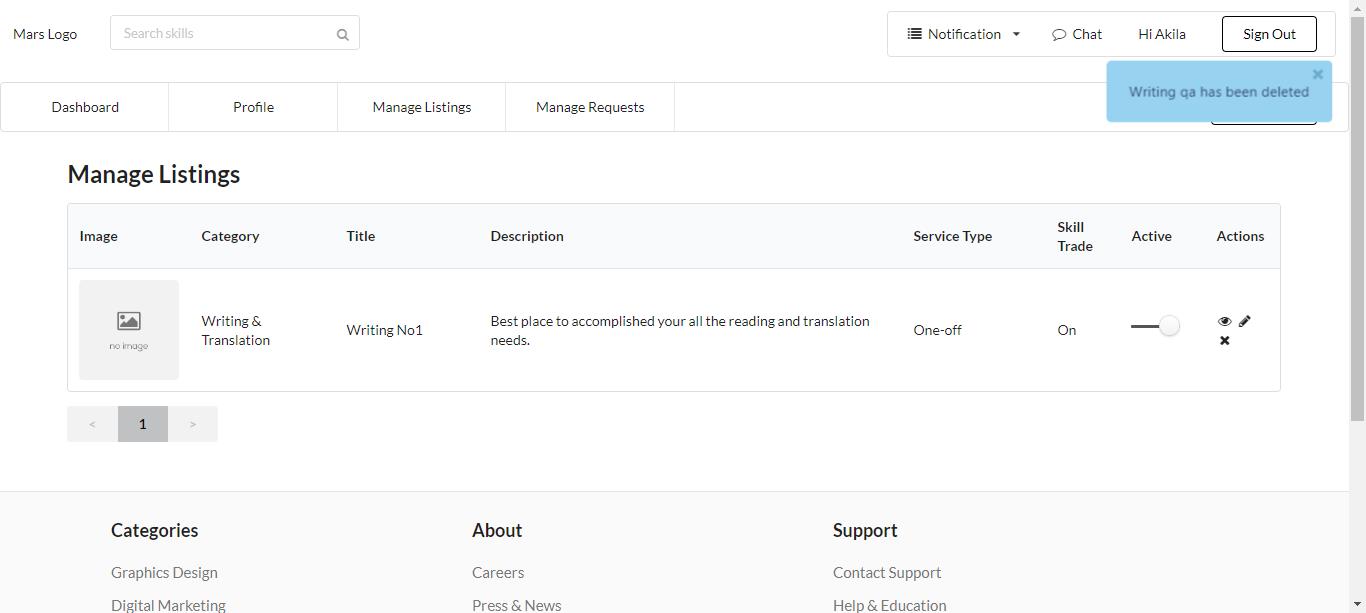 Mars Logo
Search skills
Notification
Chat
Hi Akila
Sign Out
Writing qa has been deleted
Dashboard
Profile
Manage Listings
Manage Requests
Manage Listings
Image
Category
Title
Description
Service Type
Skill
Trade
Active
Actions
no image
Writing &
Translation
Writing No1
Best place to accomplished your all the reading and translation
needs.
One-off
On
< 1 >
Categories
About
Support
Graphics Design
Careers
Contact Support
Digital Marketing
Press & News
Help & Education